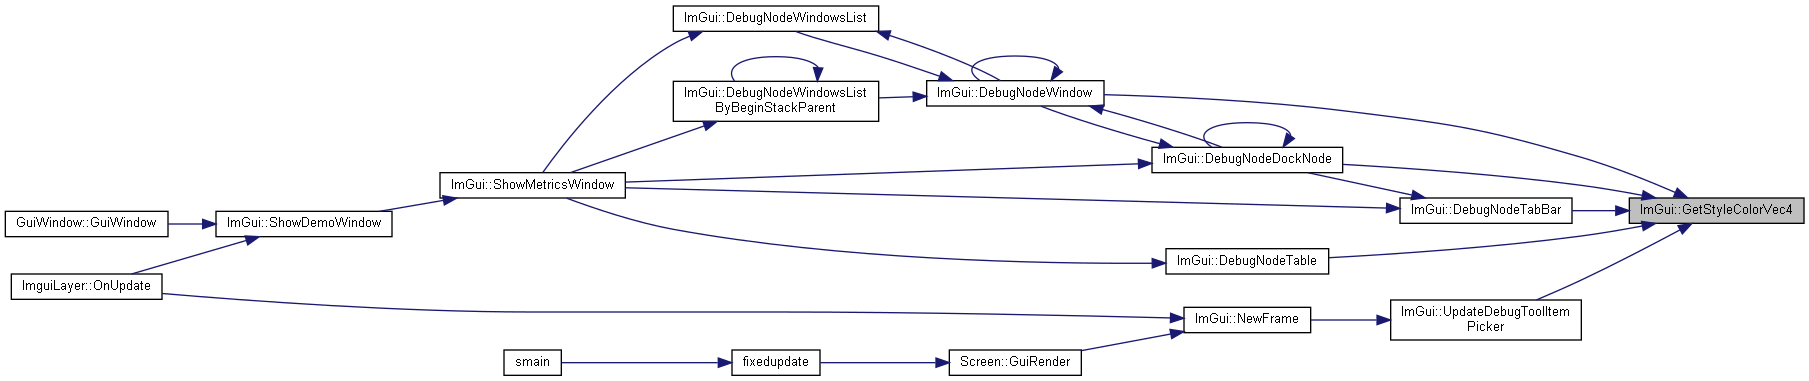 ImGui::DebugNodeWindowsList
ImGui::DebugNodeWindowsList
ByBeginStackParent
ImGui::DebugNodeWindow
ImGui::DebugNodeDockNode
ImGui::ShowMetricsWindow
ImGui::DebugNodeTabBar
ImGui::GetStyleColorVec4
GuiWindow::GuiWindow
ImGui::ShowDemoWindow
ImGui::DebugNodeTable
ImguiLayer::OnUpdate
ImGui::NewFrame
ImGui::UpdateDebugToolItem
Picker
smain
fixedupdate
Screen::GuiRender